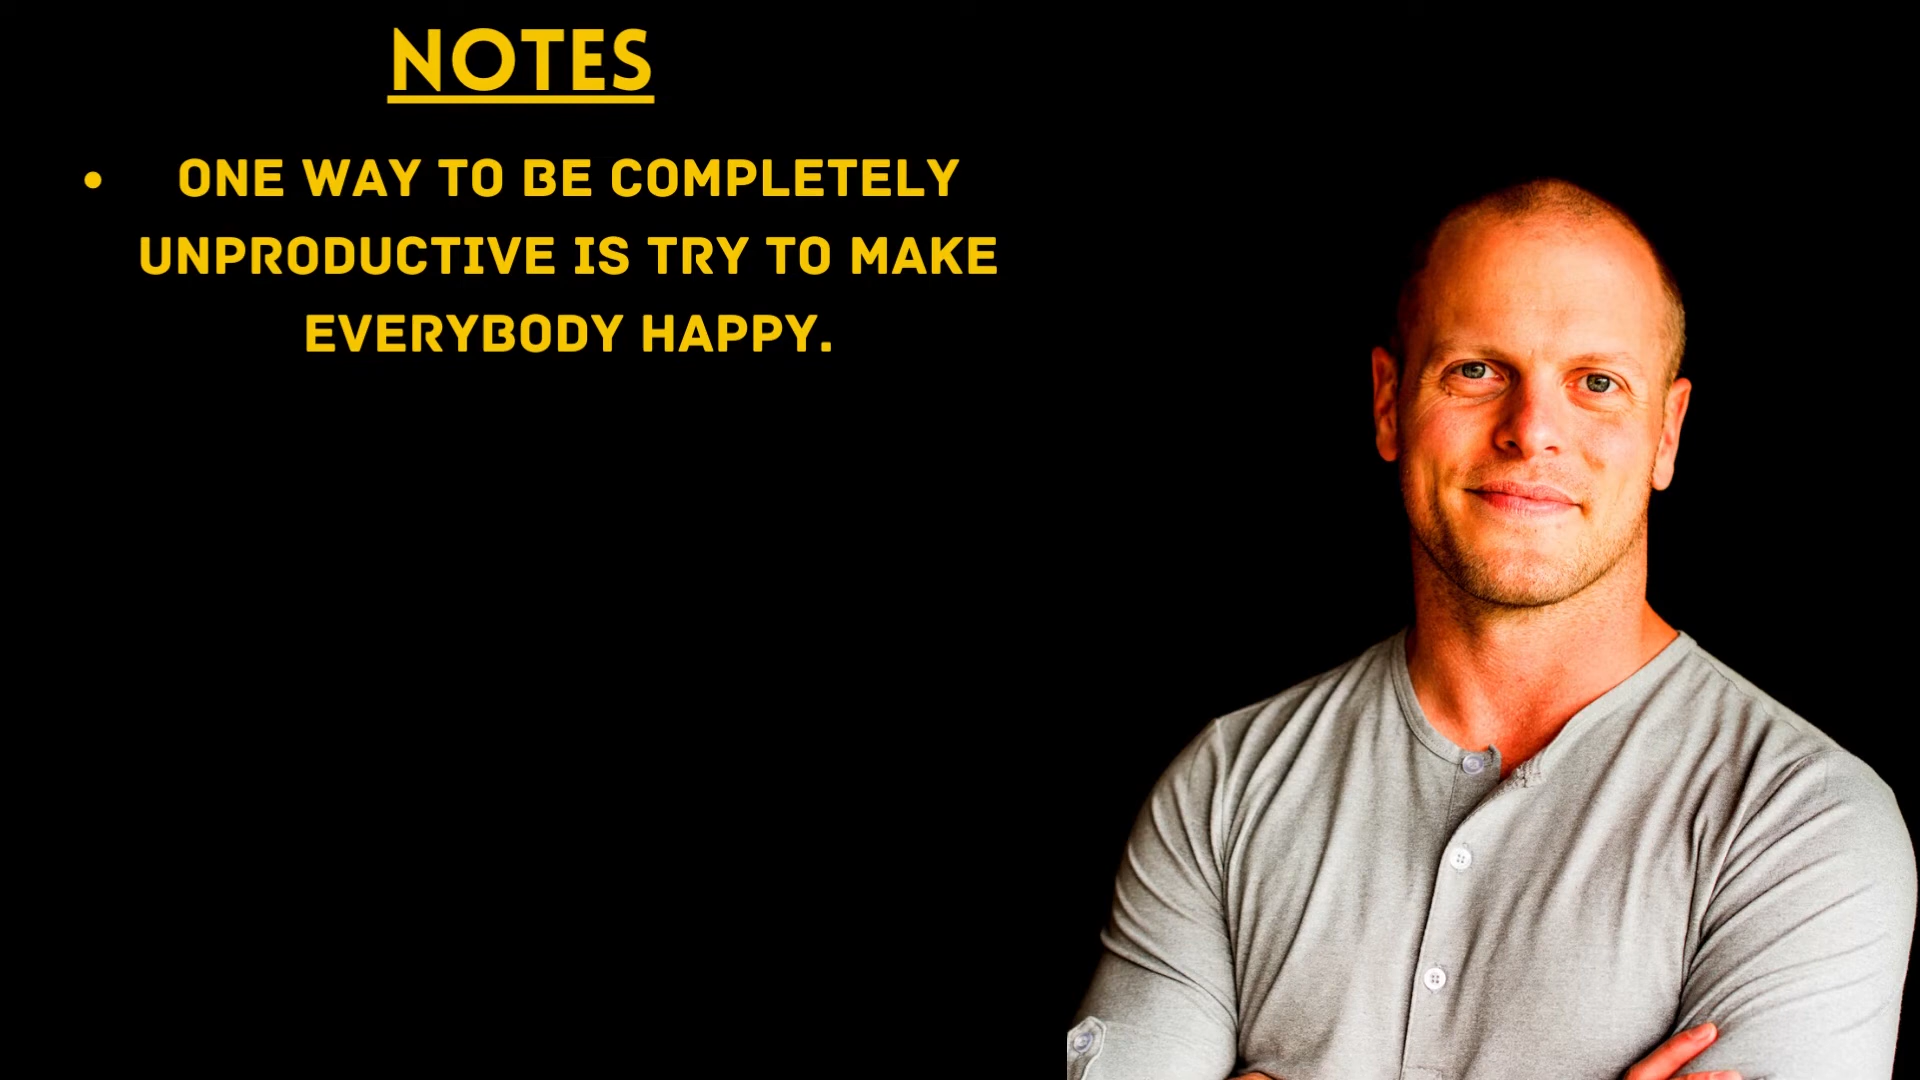 NOTES
• ONE WAY TO BE COMPLETELY
UNPRODUCTIVE IS TRY TO MAKE
EVERYBODY HAPPY.